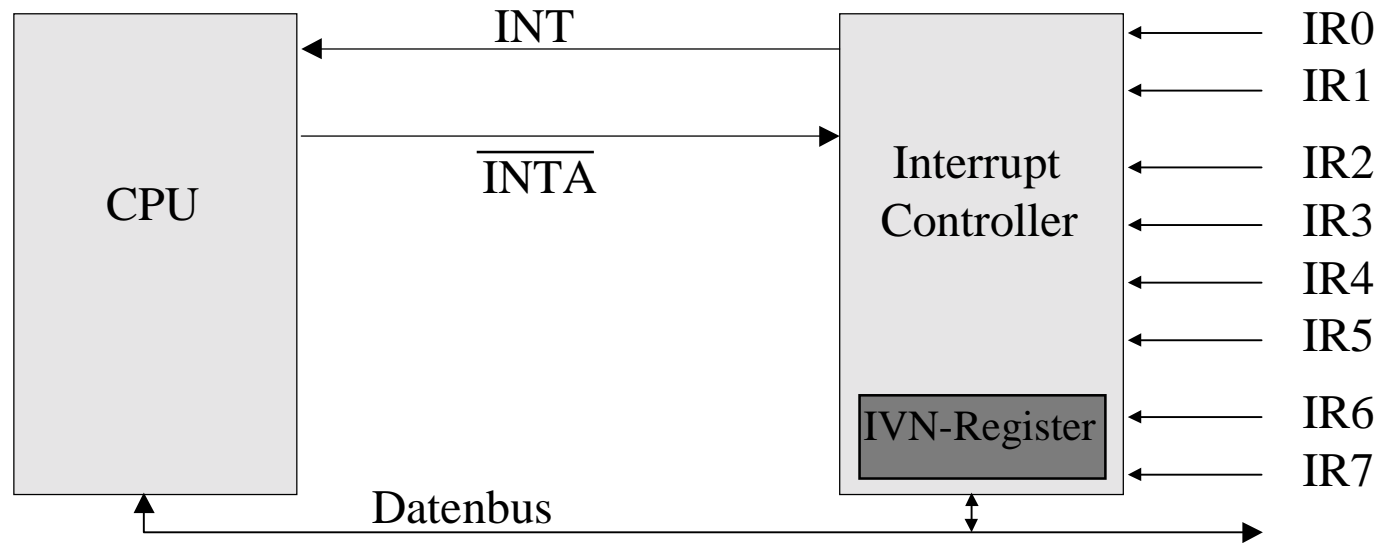 INT
INTA
CPU
Interrupt
Controller
IVN-Register
Datenbus
IR0
IR1
IR2
IR3
IR4
IR5
IR6
IR7